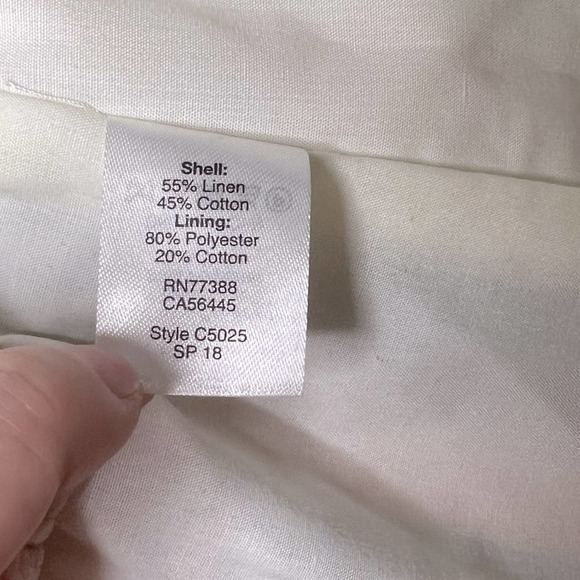 Shell:
55% Linen
45% Cotton
Lining:
80% Polyester
20% Cotton
RN77388
CA56445
Style C5025
SP 18